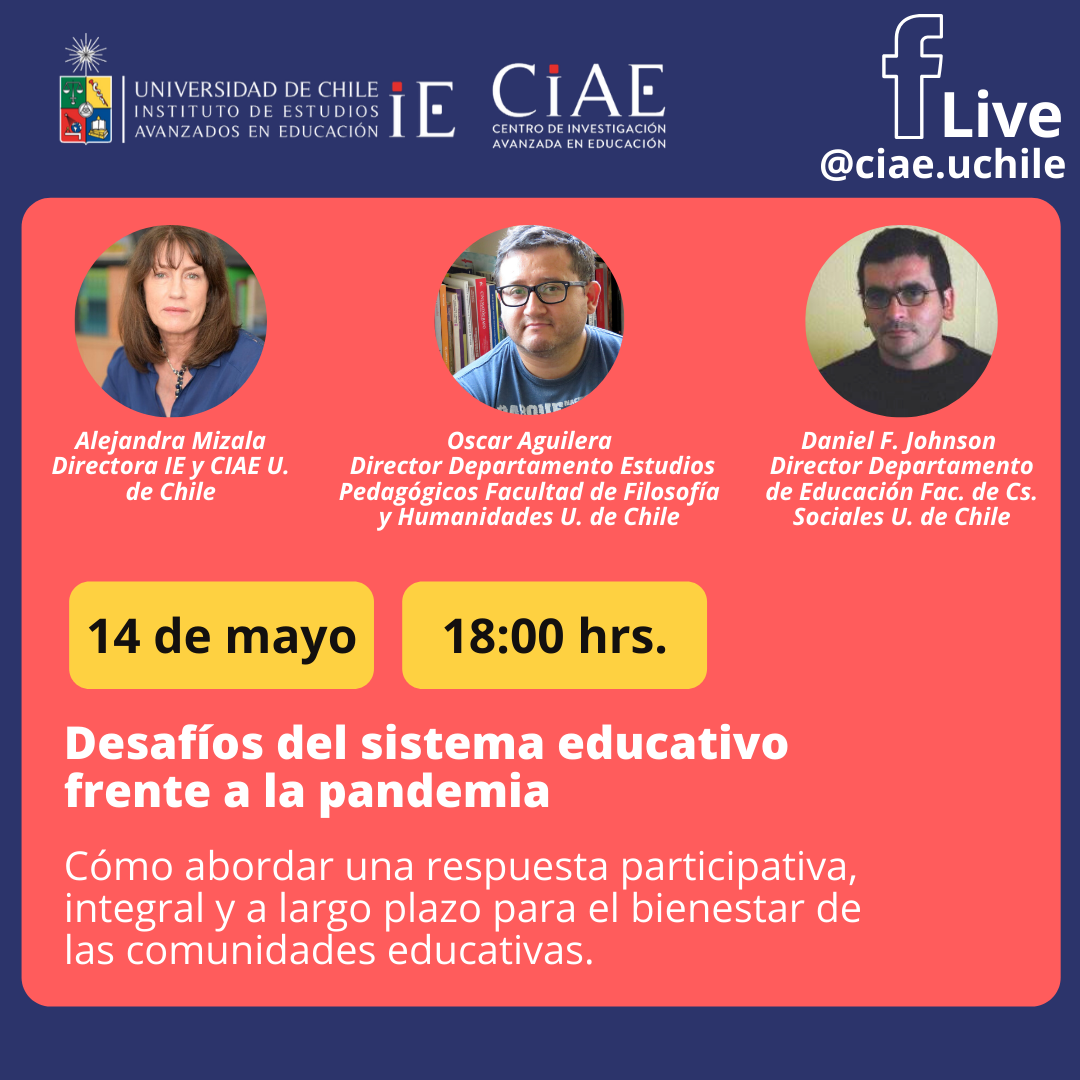 UNIVERSIDAD DE CHILE
INSTITUTO DE ESTUDIOS
AVANZADOS EN EDUCACIÓN
iE
CiAE
CENTRO DE INVESTIGACIÓN
AVANZADA EN EDUCACIÓN
f Live
@ciae.uchile
Alejandra Mizala
Directora IE y CIAE U.
de Chile
Oscar Aguilera
Director Departamento Estudios
Pedagógicos Facultad de Filosofía
y Humanidades U. de Chile
Daniel F. Johnson
Director Departamento
de Educación Fac. de Cs.
Sociales U. de Chile
14 de mayo
18:00 hrs.
Desafíos del sistema educativo
frente a la pandemia
Cómo abordar una respuesta participativa,
integral y a largo plazo para el bienestar de
las comunidades educativas.